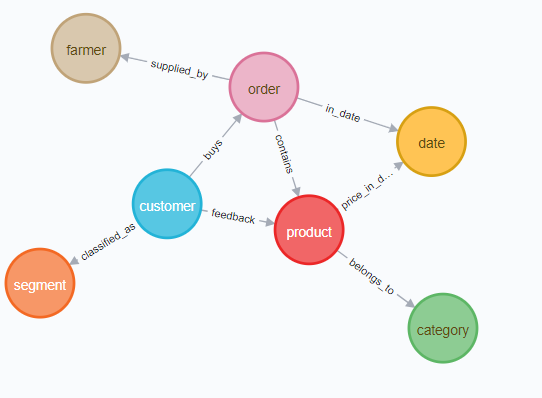 farmer
supplied_by
order
in_date
date
buys
contains
price_in_d...
customer
feedback
product
classified_as
belongs_to
segment
category